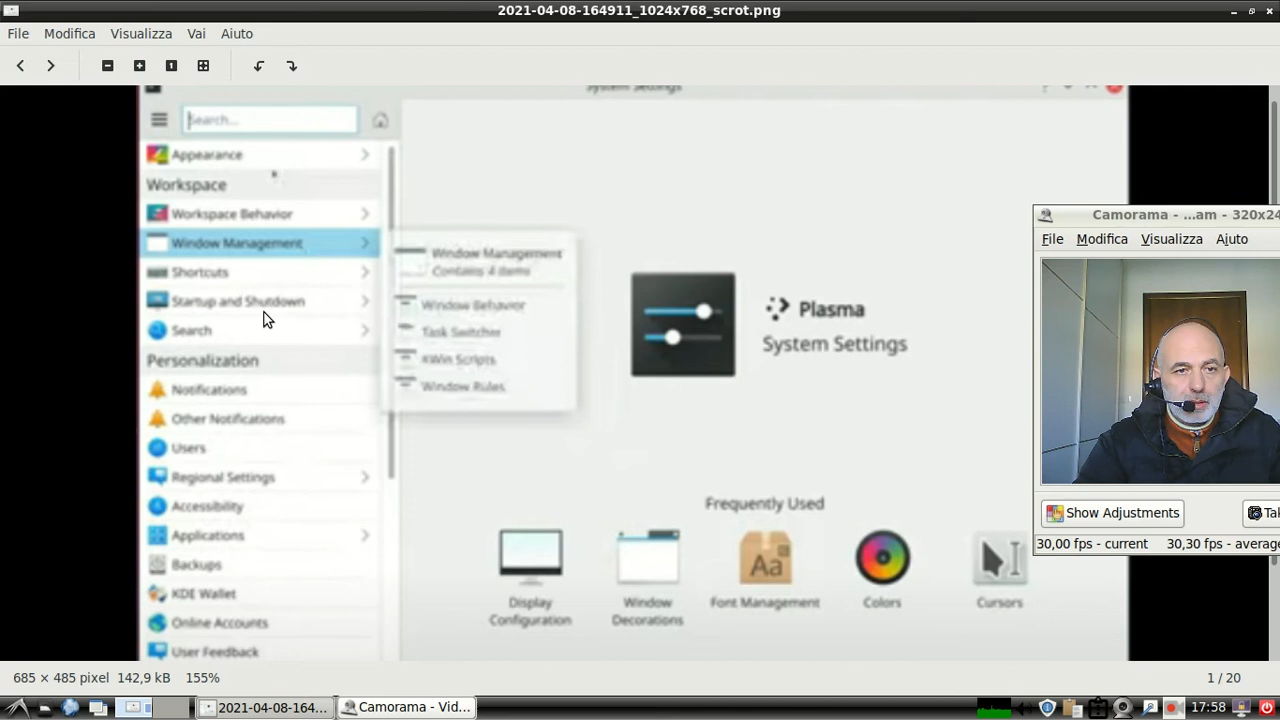 2021-04-08-164911_1024x768_scrot.png
File Modifica Visualizza Vai Aiuto
System Settings
Search...
Appearance
Workspace
Workspace Behavior
Window Management
Shortcuts
Startup and Shutdown
Search
Personalization
Notifications
Other Notifications
Users
Regional Settings
Accessibility
Applications
Backups
KDE Wallet
Online Accounts
User Feedback
Window Management
Contains 4 items
Window Behavior
Task Switcher
KWin Scripts
Window Rules
Plasma
System Settings
Frequently Used
Display
Configuration
Window
Decorations
Font Management
Colors
Cursors
Camorama - ...am - 320x24
File Modifica Visualizza Aiuto
Show Adjustments
Tak
30,00 fps - current 30,30 fps - average
685 × 485 pixel 142,9 kB 155%
1 / 20
2021-04-08-164...
Camorama - Vid...
17:58